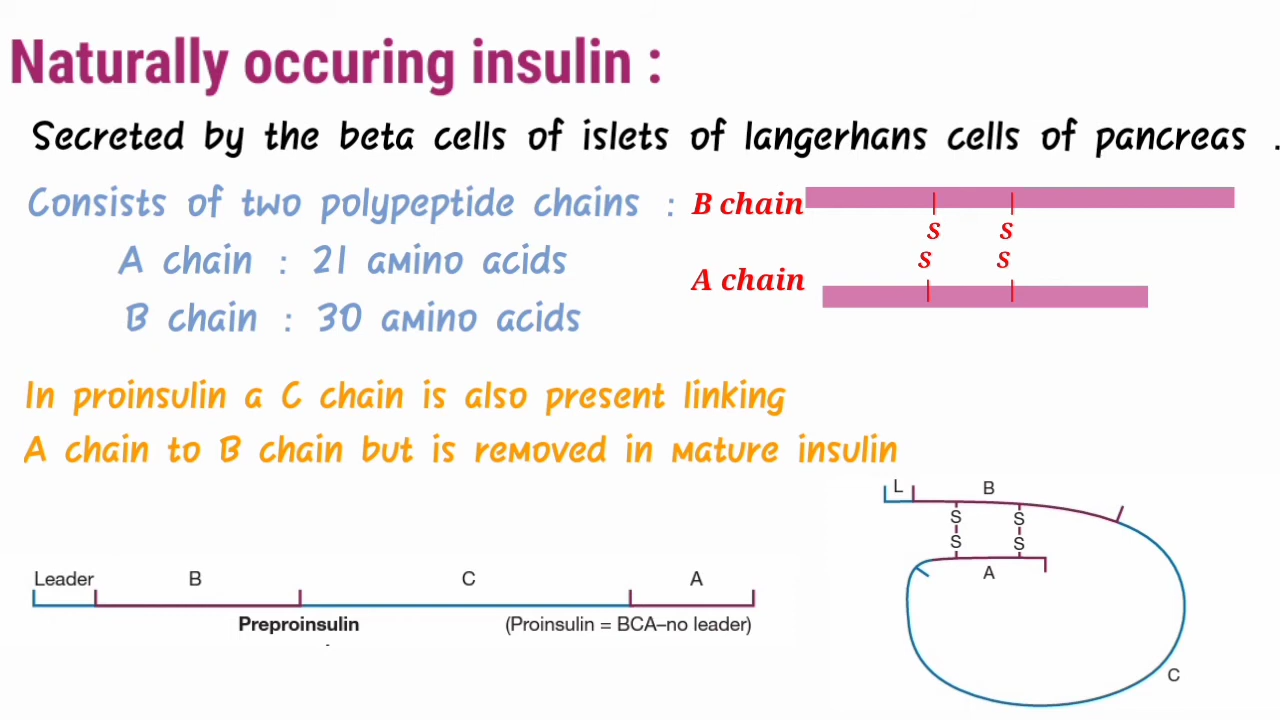 Naturally occuring insulin :
Secreted by the beta cells of islets of langerhans cells of pancreas .
Consists of two polypeptide chains :
A chain : 21 amino acids
B chain : 30 amino acids
B chain
S S
S S
A chain
In proinsulin a C chain is also present linking
A chain to B chain but is removed in mature insulin
Leader B C A
Preproinsulin (Proinsulin = BCA–no leader)
L B
S S
S S
A
C